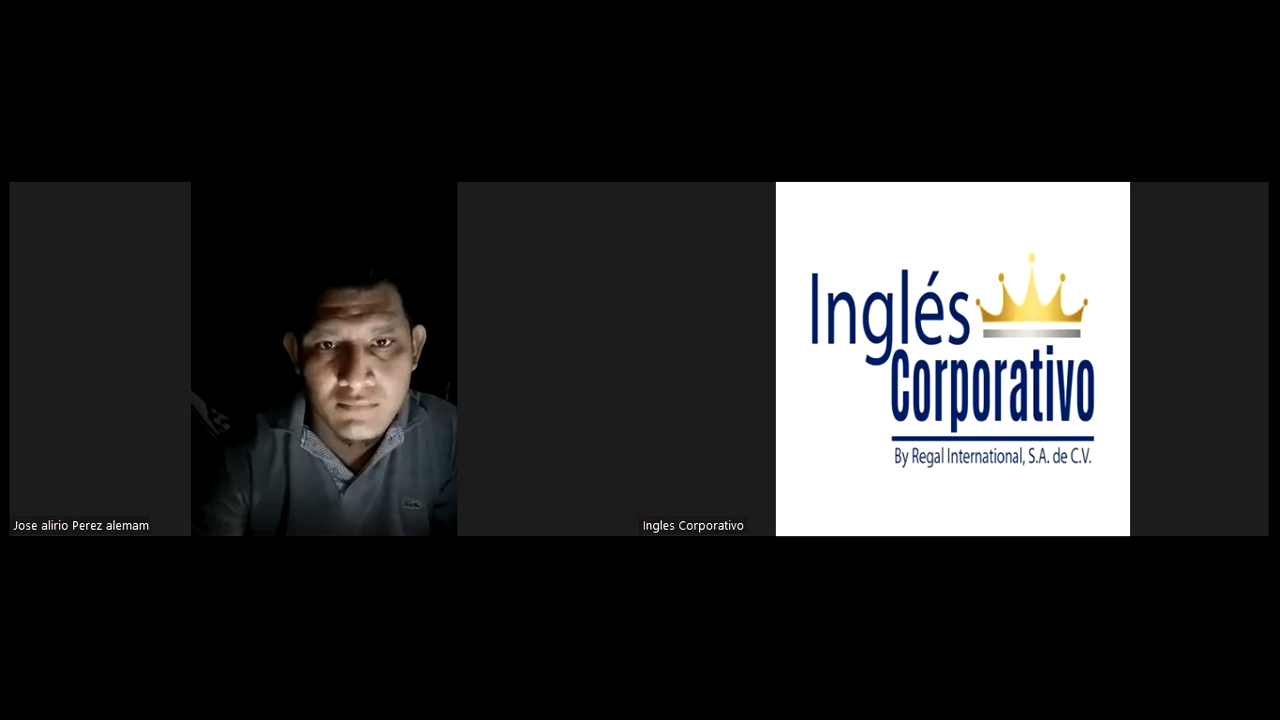 Inglés
Corporativo
By Regal International, S.A. de C.V.
Jose alirio Perez alemam
Ingles Corporativo